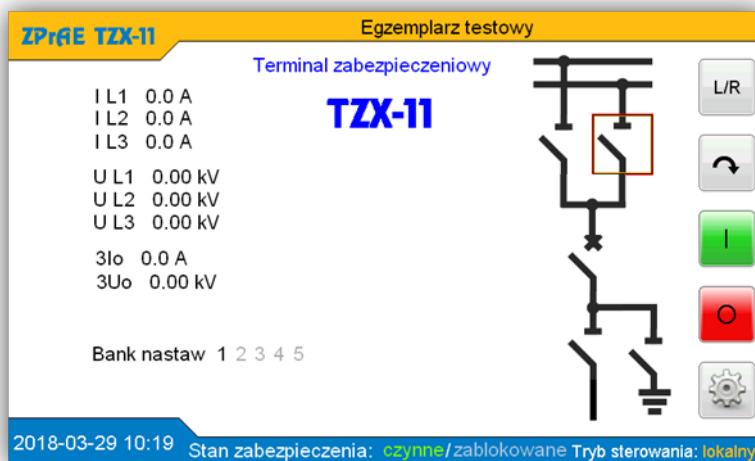 ZPrAE TZX-11
Egzemplarz testowy
Terminal zabezpieczeniowy
TZX-11
I L1 0.0 A
I L2 0.0 A
I L3 0.0 A
U L1 0.00 kV
U L2 0.00 kV
U L3 0.00 kV
3Io 0.0 A
3Uo 0.00 kV
Bank nastaw 1 2 3 4 5
L/R
I
O
2018-03-29 10:19 Stan zabezpieczenia: czynne/zablokowane Tryb sterowania: lokalny